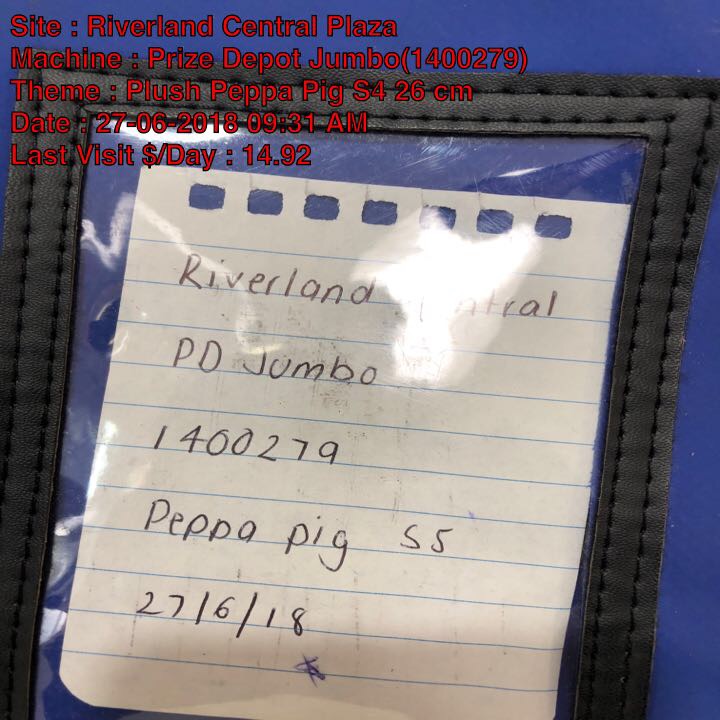 Site : Riverland Central Plaza
Machine : Prize Depot Jumbo(1400279)
Theme : Plush Peppa Pig S4 26 cm
Date : 27-06-2018 09:31 AM
Last Visit $/Day : 14.92
Riverland Central
PD Jumbo
1400279
Peppa pig S5
27/6/18